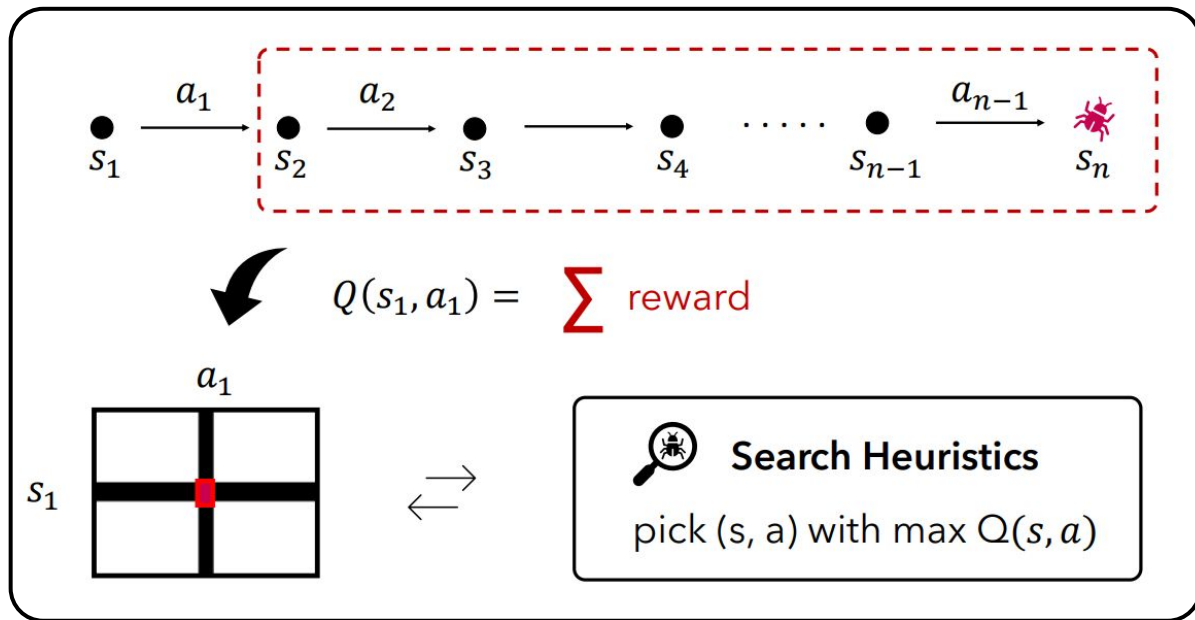 a₁ a₂ aₙ₋₁
s₁ s₂ s₃ s₄ ..... sₙ₋₁ sₙ
Q(s₁, a₁) = ∑ reward
a₁
s₁
Search Heuristics
pick (s, a) with max Q(s, a)